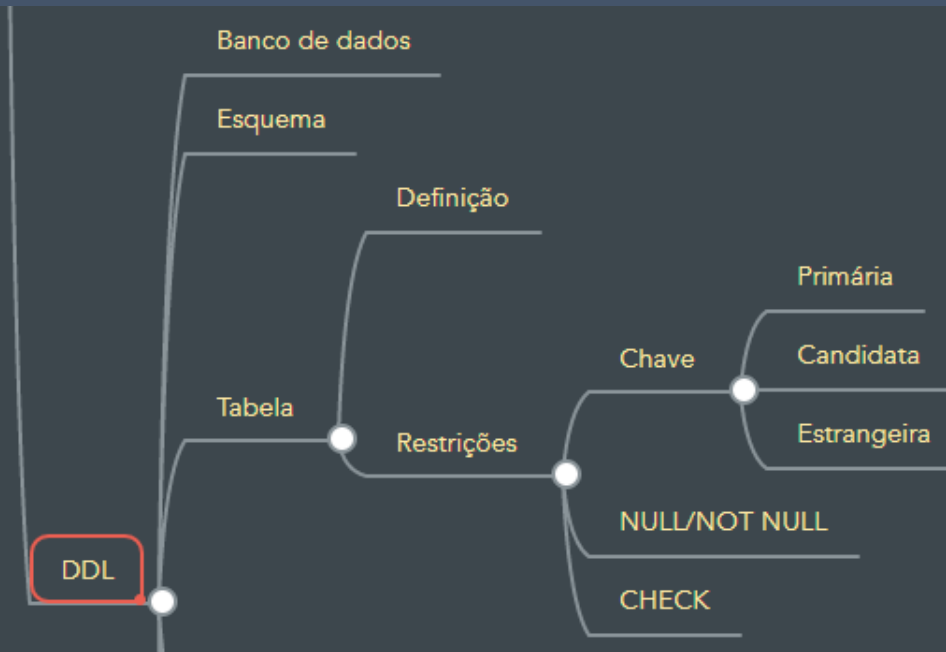 Banco de dados
Esquema
Definição
Primária
Chave
Candidata
Tabela
Estrangeira
Restrições
NULL/NOT NULL
DDL
CHECK